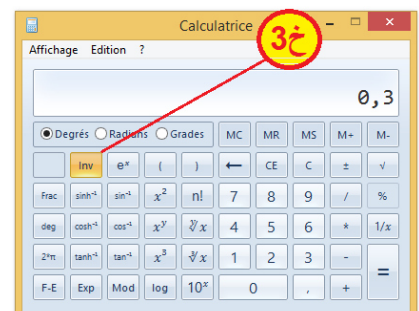 Calculatrice
خ3
Affichage Edition ?
0,3
Degrés Radians Grades MC MR MS M+ M-
Inv eˣ ( ) ← CE C ± √
Frac sinh⁻¹ sin⁻¹ x² n! 7 8 9 / %
deg cosh⁻¹ cos⁻¹ xʸ ʸ√x 4 5 6 * 1/x
2*π tanh⁻¹ tan⁻¹ x³ ³√x 1 2 3 - =
F-E Exp Mod log 10ˣ 0 , +